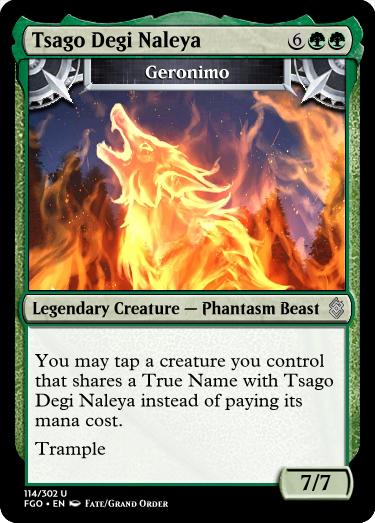 Tsago Degi Naleya 6
Geronimo
Legendary Creature — Phantasm Beast
You may tap a creature you control
that shares a True Name with Tsago
Degi Naleya instead of paying its
mana cost.
Trample
7/7
114/302 U
FGO • EN Fate/Grand Order